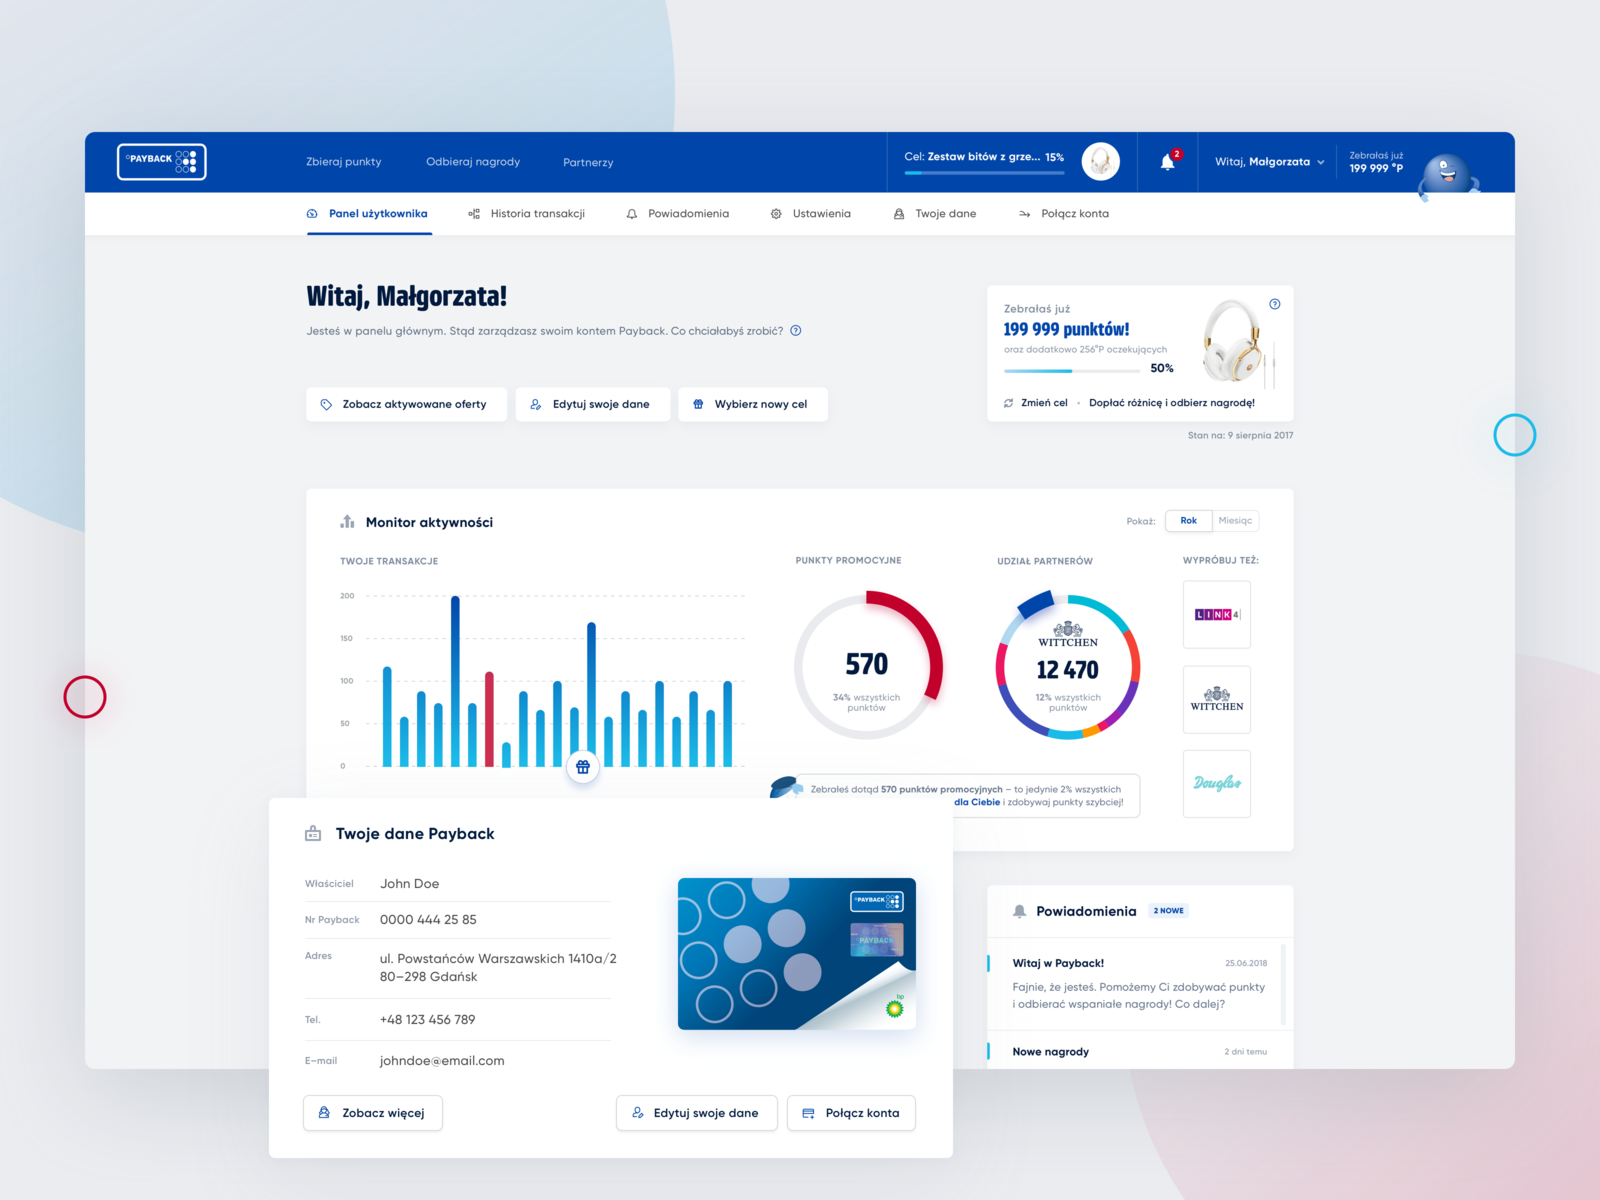 °PAYBACK
Zbieraj punkty
Odbieraj nagrody
Partnerzy
Cel: Zestaw bitów z grze... 15%
2
Witaj, Małgorzata
Zebrałaś już
199 999 °P
Panel użytkownika
Historia transakcji
Powiadomienia
Ustawienia
Twoje dane
Połącz konta
Witaj, Małgorzata!
Jesteś w panelu głównym. Stąd zarządzasz swoim kontem Payback. Co chciałabyś zrobić? ?
Zobacz aktywowane oferty
Edytuj swoje dane
Wybierz nowy cel
Zebrałaś już
?
199 999 punktów!
oraz dodatkowo 256°P oczekujących
50%
Zmień cel • Dopłać różnicę i odbierz nagrodę!
Stan na: 9 sierpnia 2017
Monitor aktywności
Pokaż:
Rok
Miesiąc
TWOJE TRANSAKCJE
200
150
100
50
0
PUNKTY PROMOCYJNE
570
34% wszystkich
punktów
UDZIAŁ PARTNERÓW
WITTCHEN
12 470
12% wszystkich
punktów
WYPRÓBUJ TEŻ:
LINK4
WITTCHEN
Douglas
Zebrałeś dotąd 570 punktów promocyjnych – to jedynie 2% wszystkich
dla Ciebie i zdobywaj punkty szybciej!
Twoje dane Payback
Właściciel John Doe
Nr Payback 0000 444 25 85
Adres ul. Powstańców Warszawskich 1410a/2
80–298 Gdańsk
Tel. +48 123 456 789
E–mail johndoe@email.com
°PAYBACK
PAYBACK
bp
Zobacz więcej
Edytuj swoje dane
Połącz konta
Powiadomienia
2 NOWE
Witaj w Payback!
25.06.2018
Fajnie, że jesteś. Pomożemy Ci zdobywać punkty
i odbierać wspaniałe nagrody! Co dalej?
Nowe nagrody
2 dni temu